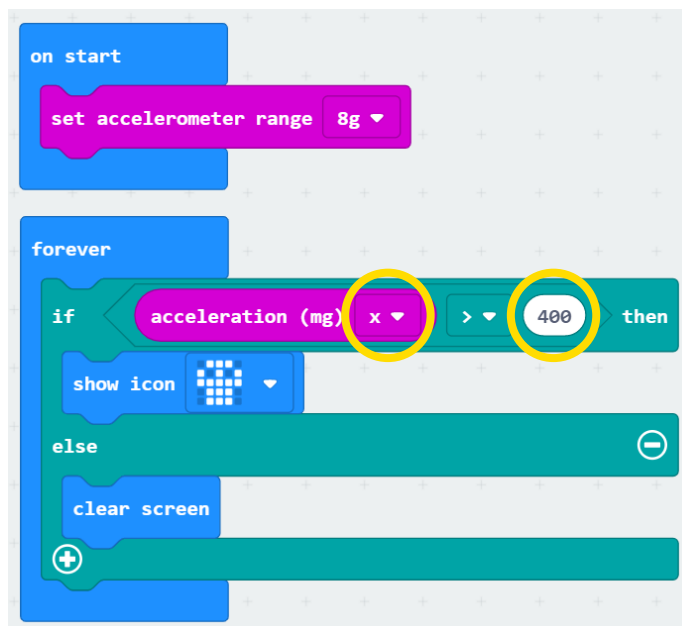 on start
set accelerometer range 8g
forever
if acceleration (mg) x > 400 then
show icon
else
clear screen